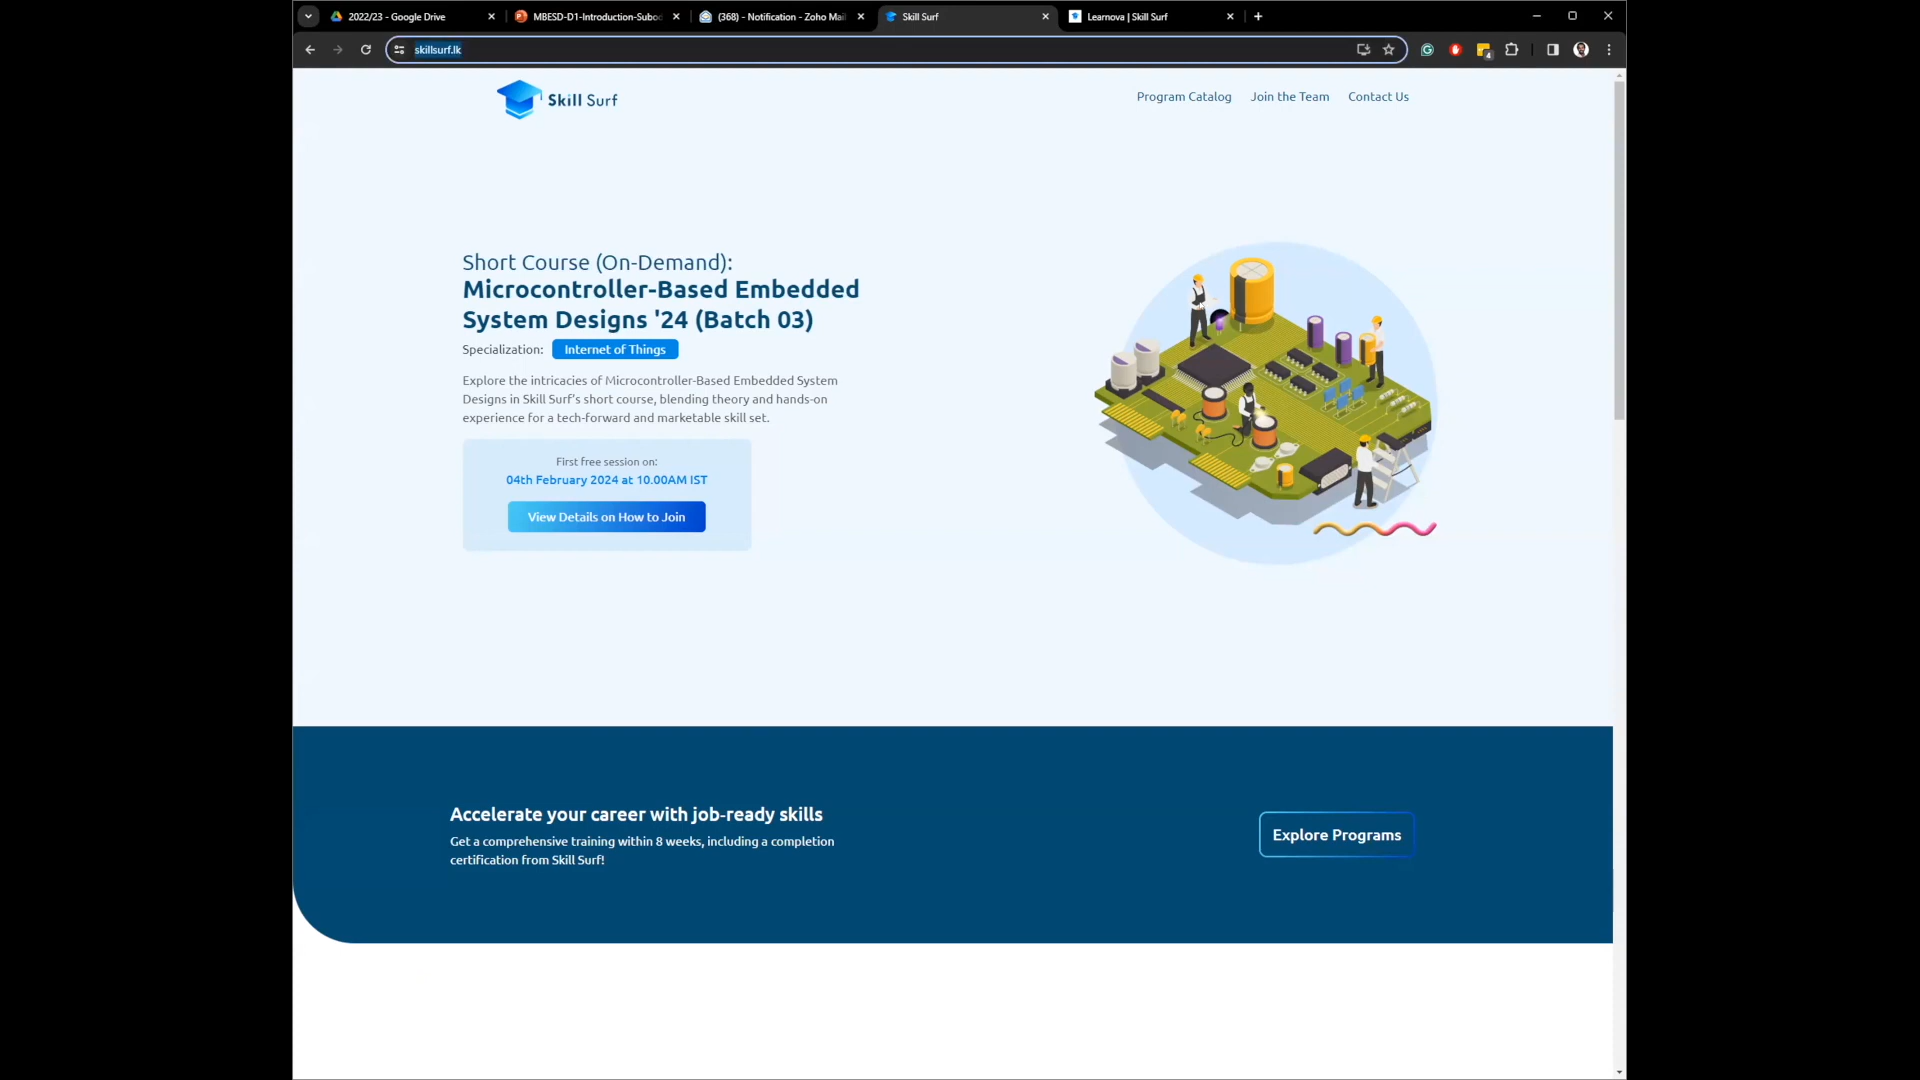 2022/23 - Google Drive
MBESD-D1-Introduction-Subod
(368) - Notification - Zoho Mail
Skill Surf
Learnova | Skill Surf
skillsurf.lk
4
Skill Surf
Program Catalog
Join the Team
Contact Us
Short Course (On-Demand):
Microcontroller-Based Embedded
System Designs '24 (Batch 03)
Specialization: Internet of Things
Explore the intricacies of Microcontroller-Based Embedded System
Designs in Skill Surf's short course, blending theory and hands-on
experience for a tech-forward and marketable skill set.
First free session on:
04th February 2024 at 10.00AM IST
View Details on How to Join
Accelerate your career with job-ready skills
Get a comprehensive training within 8 weeks, including a completion
certification from Skill Surf!
Explore Programs